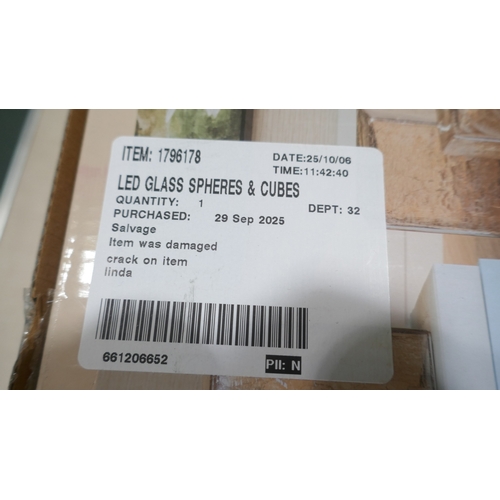 ITEM: 1796178 DATE:25/10/06
TIME:11:42:40
LED GLASS SPHERES & CUBES
QUANTITY: 1 DEPT: 32
PURCHASED: 29 Sep 2025
Salvage
Item was damaged
crack on item
linda
661206652
PII: N